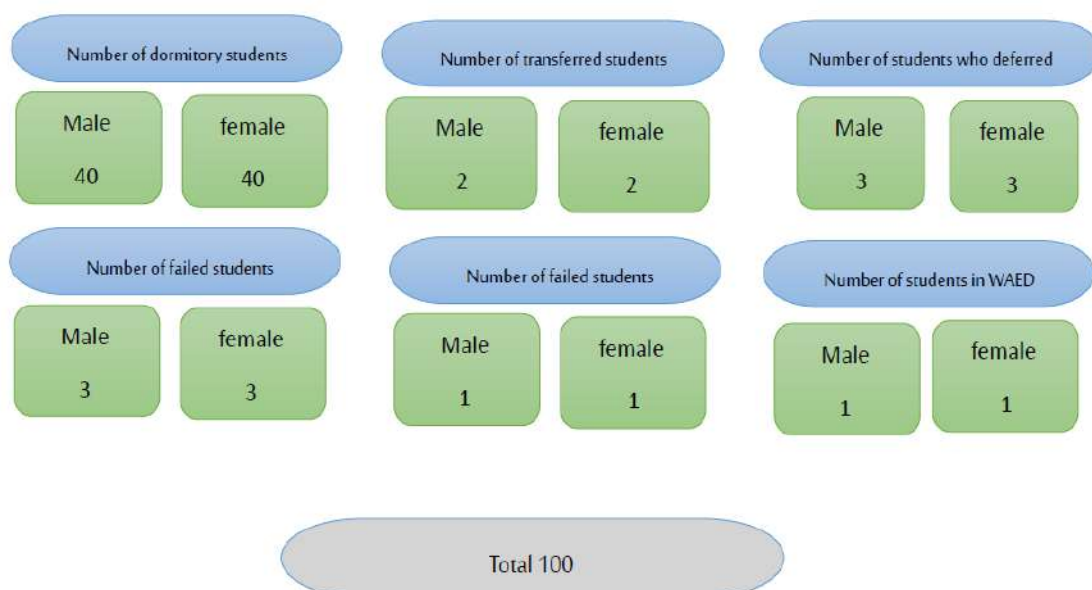 Number of dormitory students
Male
40
female
40
Number of transferred students
Male
2
female
2
Number of students who deferred
Male
3
female
3
Number of failed students
Male
3
female
3
Number of failed students
Male
1
female
1
Number of students in WAED
Male
1
female
1
Total 100